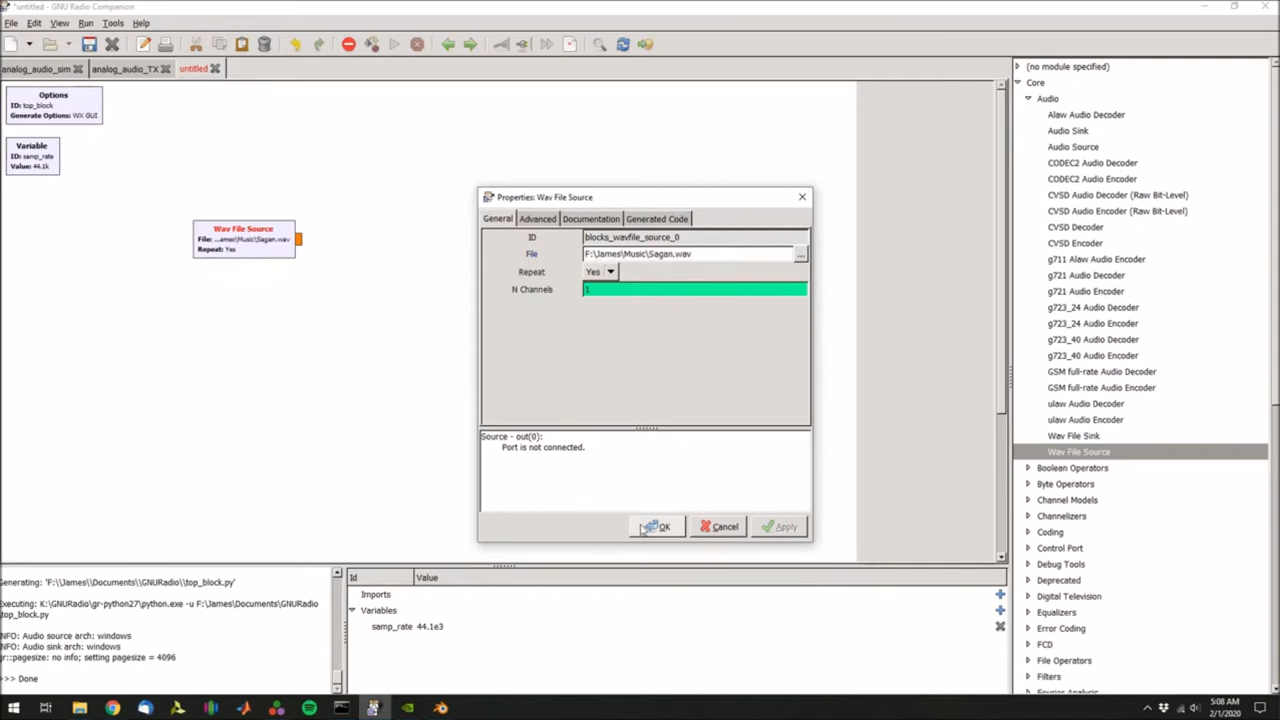 *untitled - GNU Radio Companion
File Edit View Run Tools Help
analog_audio_sim analog_audio_TX untitled
Options
ID: top_block
Generate Options: WX GUI
Variable
ID: samp_rate
Value: 44.1k
Wav File Source
File: ...ames\Music\Sagan.wav
Repeat: Yes
Properties: Wav File Source
General Advanced Documentation Generated Code
ID blocks_wavfile_source_0
File F:\James\Music\Sagan.wav ...
Repeat Yes
N Channels 1
Source - out(0):
Port is not connected.
OK Cancel Apply
(no module specified)
Core
Audio
Alaw Audio Decoder
Audio Sink
Audio Source
CODEC2 Audio Decoder
CODEC2 Audio Encoder
CVSD Audio Decoder (Raw Bit-Level)
CVSD Audio Encoder (Raw Bit-Level)
CVSD Decoder
CVSD Encoder
g711 Alaw Audio Encoder
g721 Audio Decoder
g721 Audio Encoder
g723_24 Audio Decoder
g723_24 Audio Encoder
g723_40 Audio Decoder
g723_40 Audio Encoder
GSM full-rate Audio Decoder
GSM full-rate Audio Encoder
ulaw Audio Decoder
ulaw Audio Encoder
Wav File Sink
Wav File Source
Boolean Operators
Byte Operators
Channel Models
Channelizers
Coding
Control Port
Debug Tools
Deprecated
Digital Television
Equalizers
Error Coding
FCD
File Operators
Filters
Fourier Analysis
Generating: 'F:\\James\\Documents\\GNURadio\\top_block.py'
Executing: K:\GNURadio\gr-python27\python.exe -u F:\James\Documents\GNURadio
\top_block.py
INFO: Audio source arch: windows
INFO: Audio sink arch: windows
gr::pagesize: no info; setting pagesize = 4096
>>> Done
Id Value
Imports
Variables
samp_rate 44.1e3
5:08 AM
2/1/2020